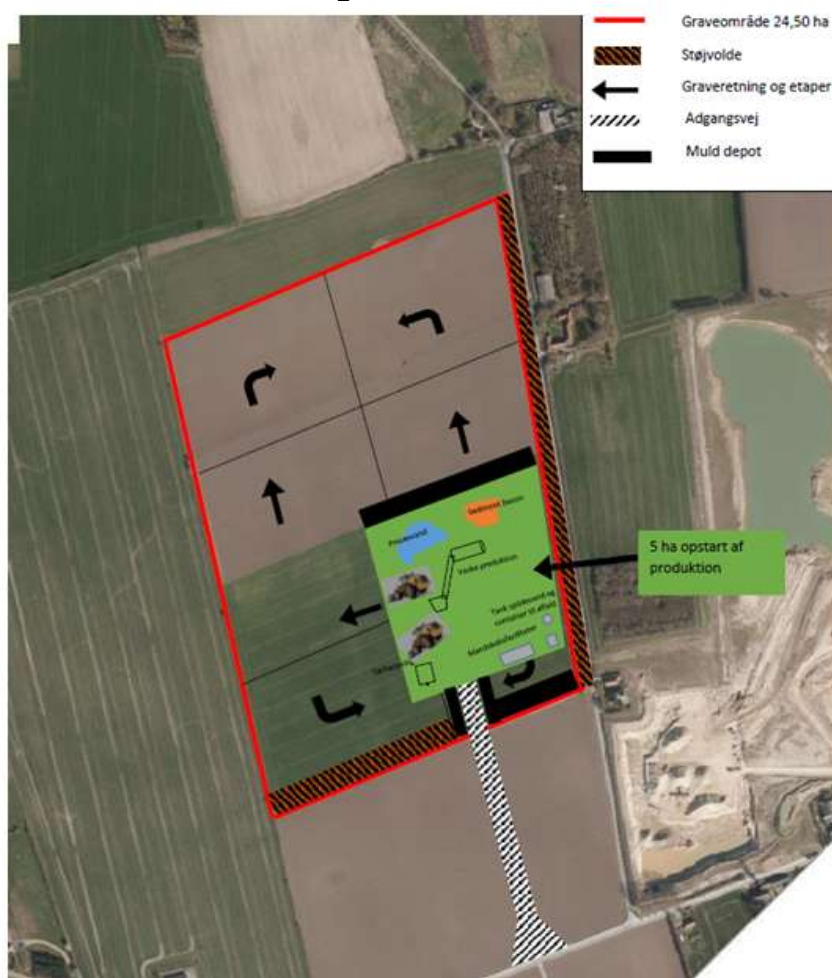 Graveområde 24,50 ha
Støjvolde
Graveretning og etaper
Adgangsvej
Muld depot
Sediment bassin
Procesvand
Vaske produktion
5 ha opstart af
produktion
Tank spildevand og
container til affald
Mandskabsfaciliteter